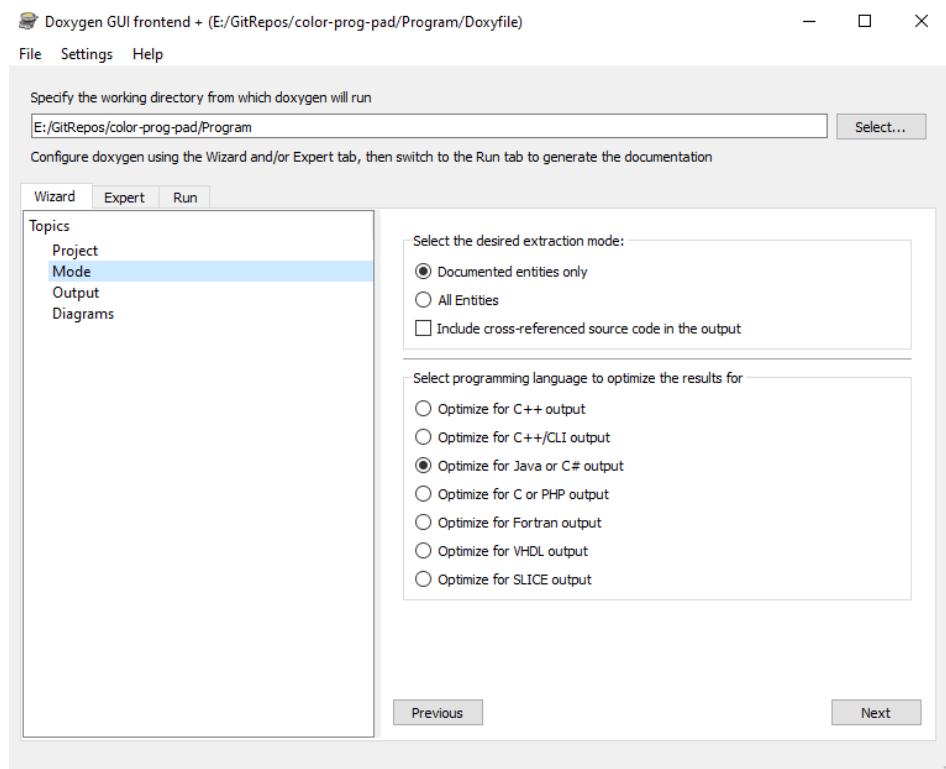 Doxygen GUI frontend + (E:/GitRepos/color-prog-pad/Program/Doxyfile)
File Settings Help
Specify the working directory from which doxygen will run
E:/GitRepos/color-prog-pad/Program
Select...
Configure doxygen using the Wizard and/or Expert tab, then switch to the Run tab to generate the documentation
Wizard Expert Run
Topics
Project
Mode
Output
Diagrams
Select the desired extraction mode:
Documented entities only
All Entities
Include cross-referenced source code in the output
Select programming language to optimize the results for
Optimize for C++ output
Optimize for C++/CLI output
Optimize for Java or C# output
Optimize for C or PHP output
Optimize for Fortran output
Optimize for VHDL output
Optimize for SLICE output
Previous
Next